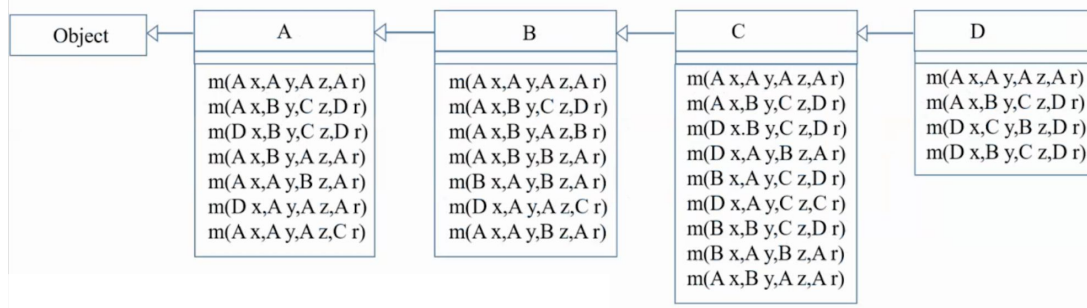 Object
A
m(A x,A y,A z,A r)
m(A x,B y,C z,D r)
m(D x,B y,C z,D r)
m(A x,B y,A z,A r)
m(A x,A y,B z,A r)
m(D x,A y,A z,A r)
m(A x,A y,A z,C r)
B
m(A x,A y,A z,A r)
m(A x,B y,C z,D r)
m(A x,B y,A z,B r)
m(A x,B y,B z,A r)
m(B x,A y,B z,A r)
m(D x,A y,A z,C r)
m(A x,A y,B z,A r)
C
m(A x,A y,A z,A r)
m(A x,B y,C z,D r)
m(D x.B y,C z,D r)
m(D x,A y,B z,A r)
m(B x,A y,C z,D r)
m(D x,A y,C z,C r)
m(B x,B y,C z,D r)
m(B x,A y,B z,A r)
m(A x,B y,A z,A r)
D
m(A x,A y,A z,A r)
m(A x,B y,C z,D r)
m(D x,C y,B z,D r)
m(D x,B y,C z,D r)